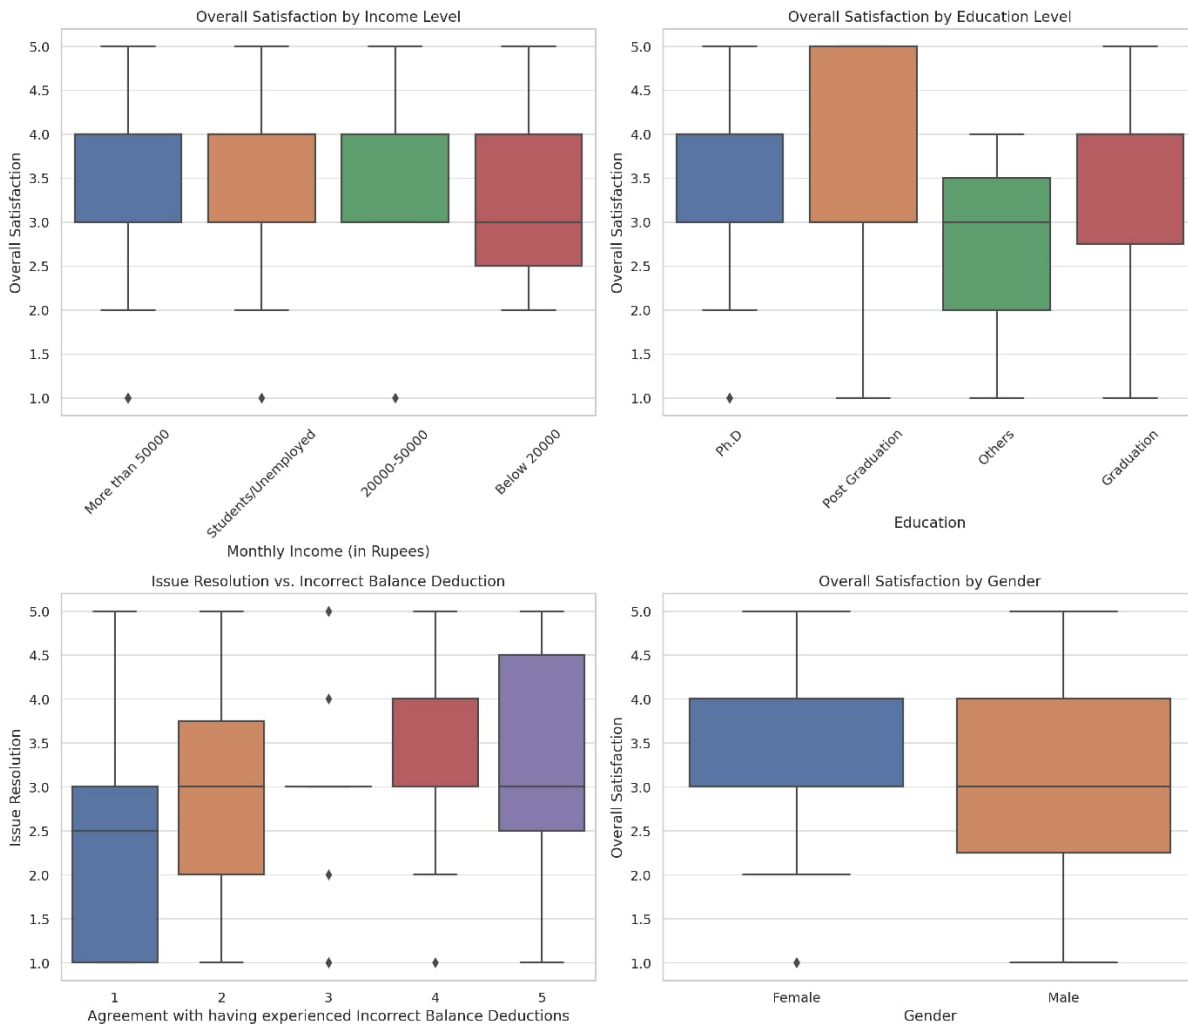 Overall Satisfaction by Income Level
Overall Satisfaction
5.0
4.5
4.0
3.5
3.0
2.5
2.0
1.5
1.0
More than 50000
Students/Unemployed
20000-50000
Below 20000
Monthly Income (in Rupees)
Overall Satisfaction by Education Level
Overall Satisfaction
5.0
4.5
4.0
3.5
3.0
2.5
2.0
1.5
1.0
Ph.D
Post Graduation
Others
Graduation
Education
Issue Resolution vs. Incorrect Balance Deduction
Issue Resolution
5.0
4.5
4.0
3.5
3.0
2.5
2.0
1.5
1.0
1 2 3 4 5
Agreement with having experienced Incorrect Balance Deductions
Overall Satisfaction by Gender
Overall Satisfaction
5.0
4.5
4.0
3.5
3.0
2.5
2.0
1.5
1.0
Female Male
Gender